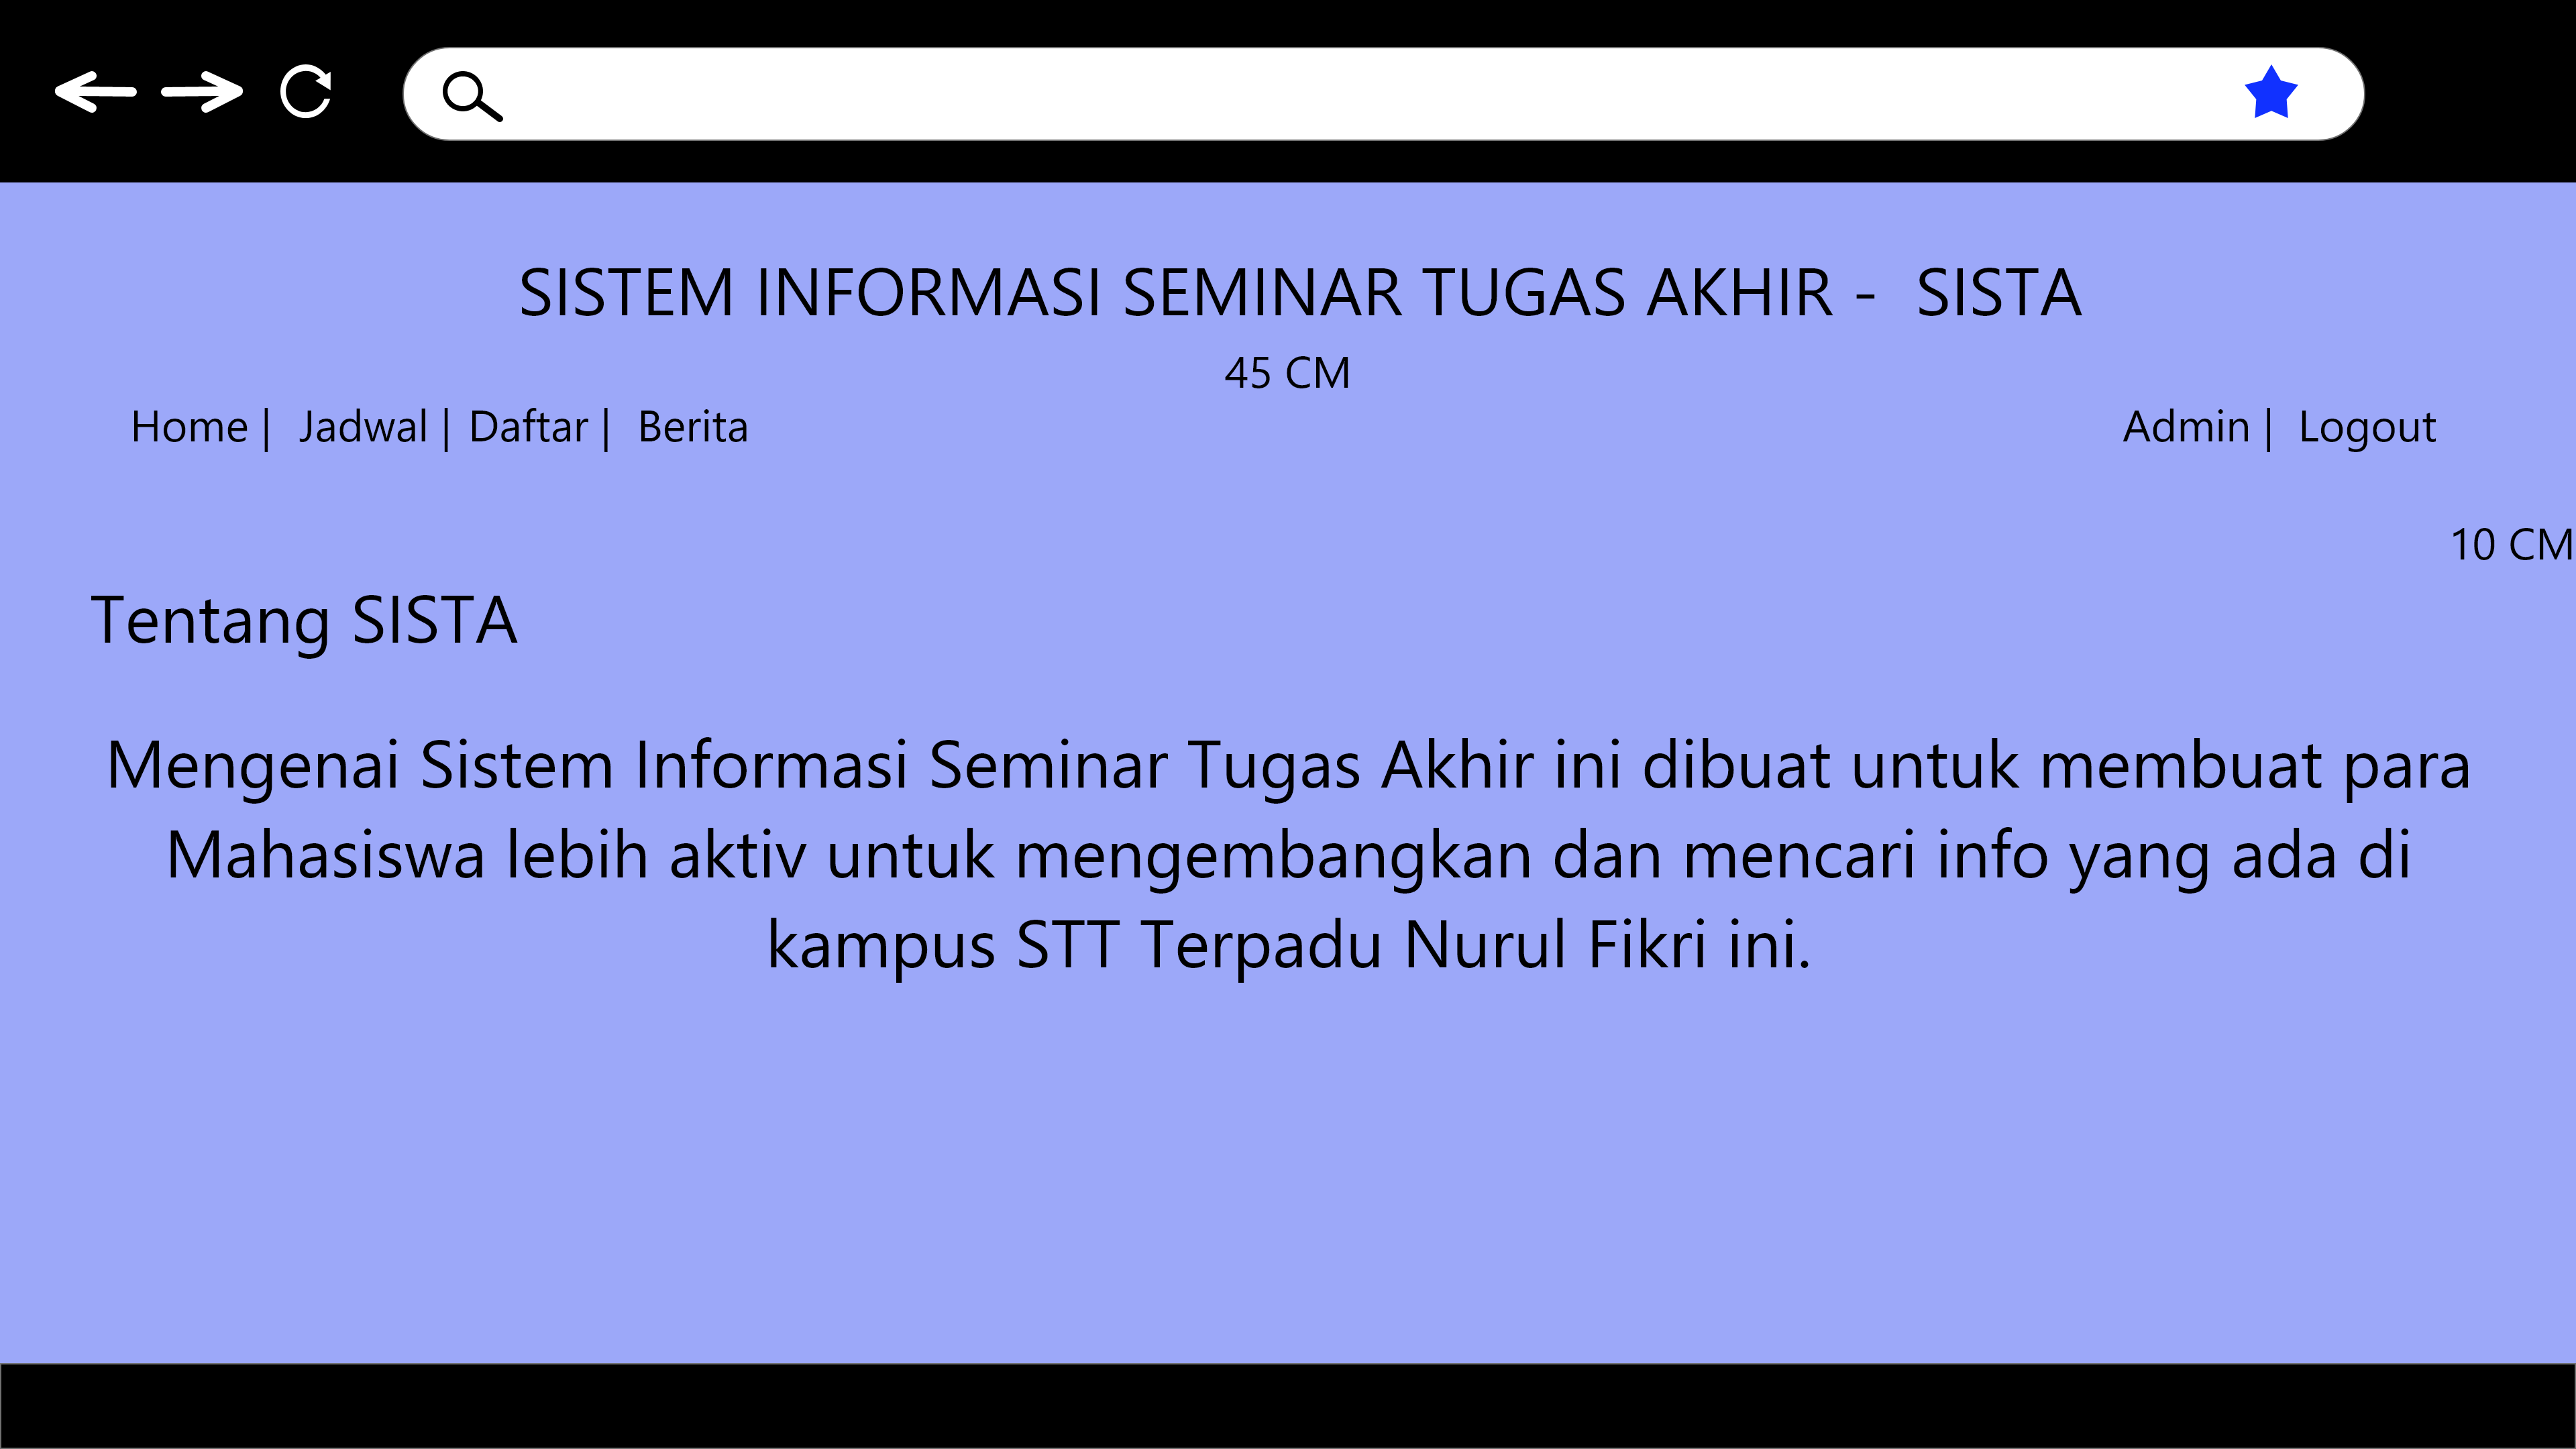 SISTEM INFORMASI SEMINAR TUGAS AKHIR -  SISTA
45 CM
Home |  Jadwal | Daftar |  Berita
Admin |  Logout
10 CM
Tentang SISTA
Mengenai Sistem Informasi Seminar Tugas Akhir ini dibuat untuk membuat para
Mahasiswa lebih aktiv untuk mengembangkan dan mencari info yang ada di
kampus STT Terpadu Nurul Fikri ini.